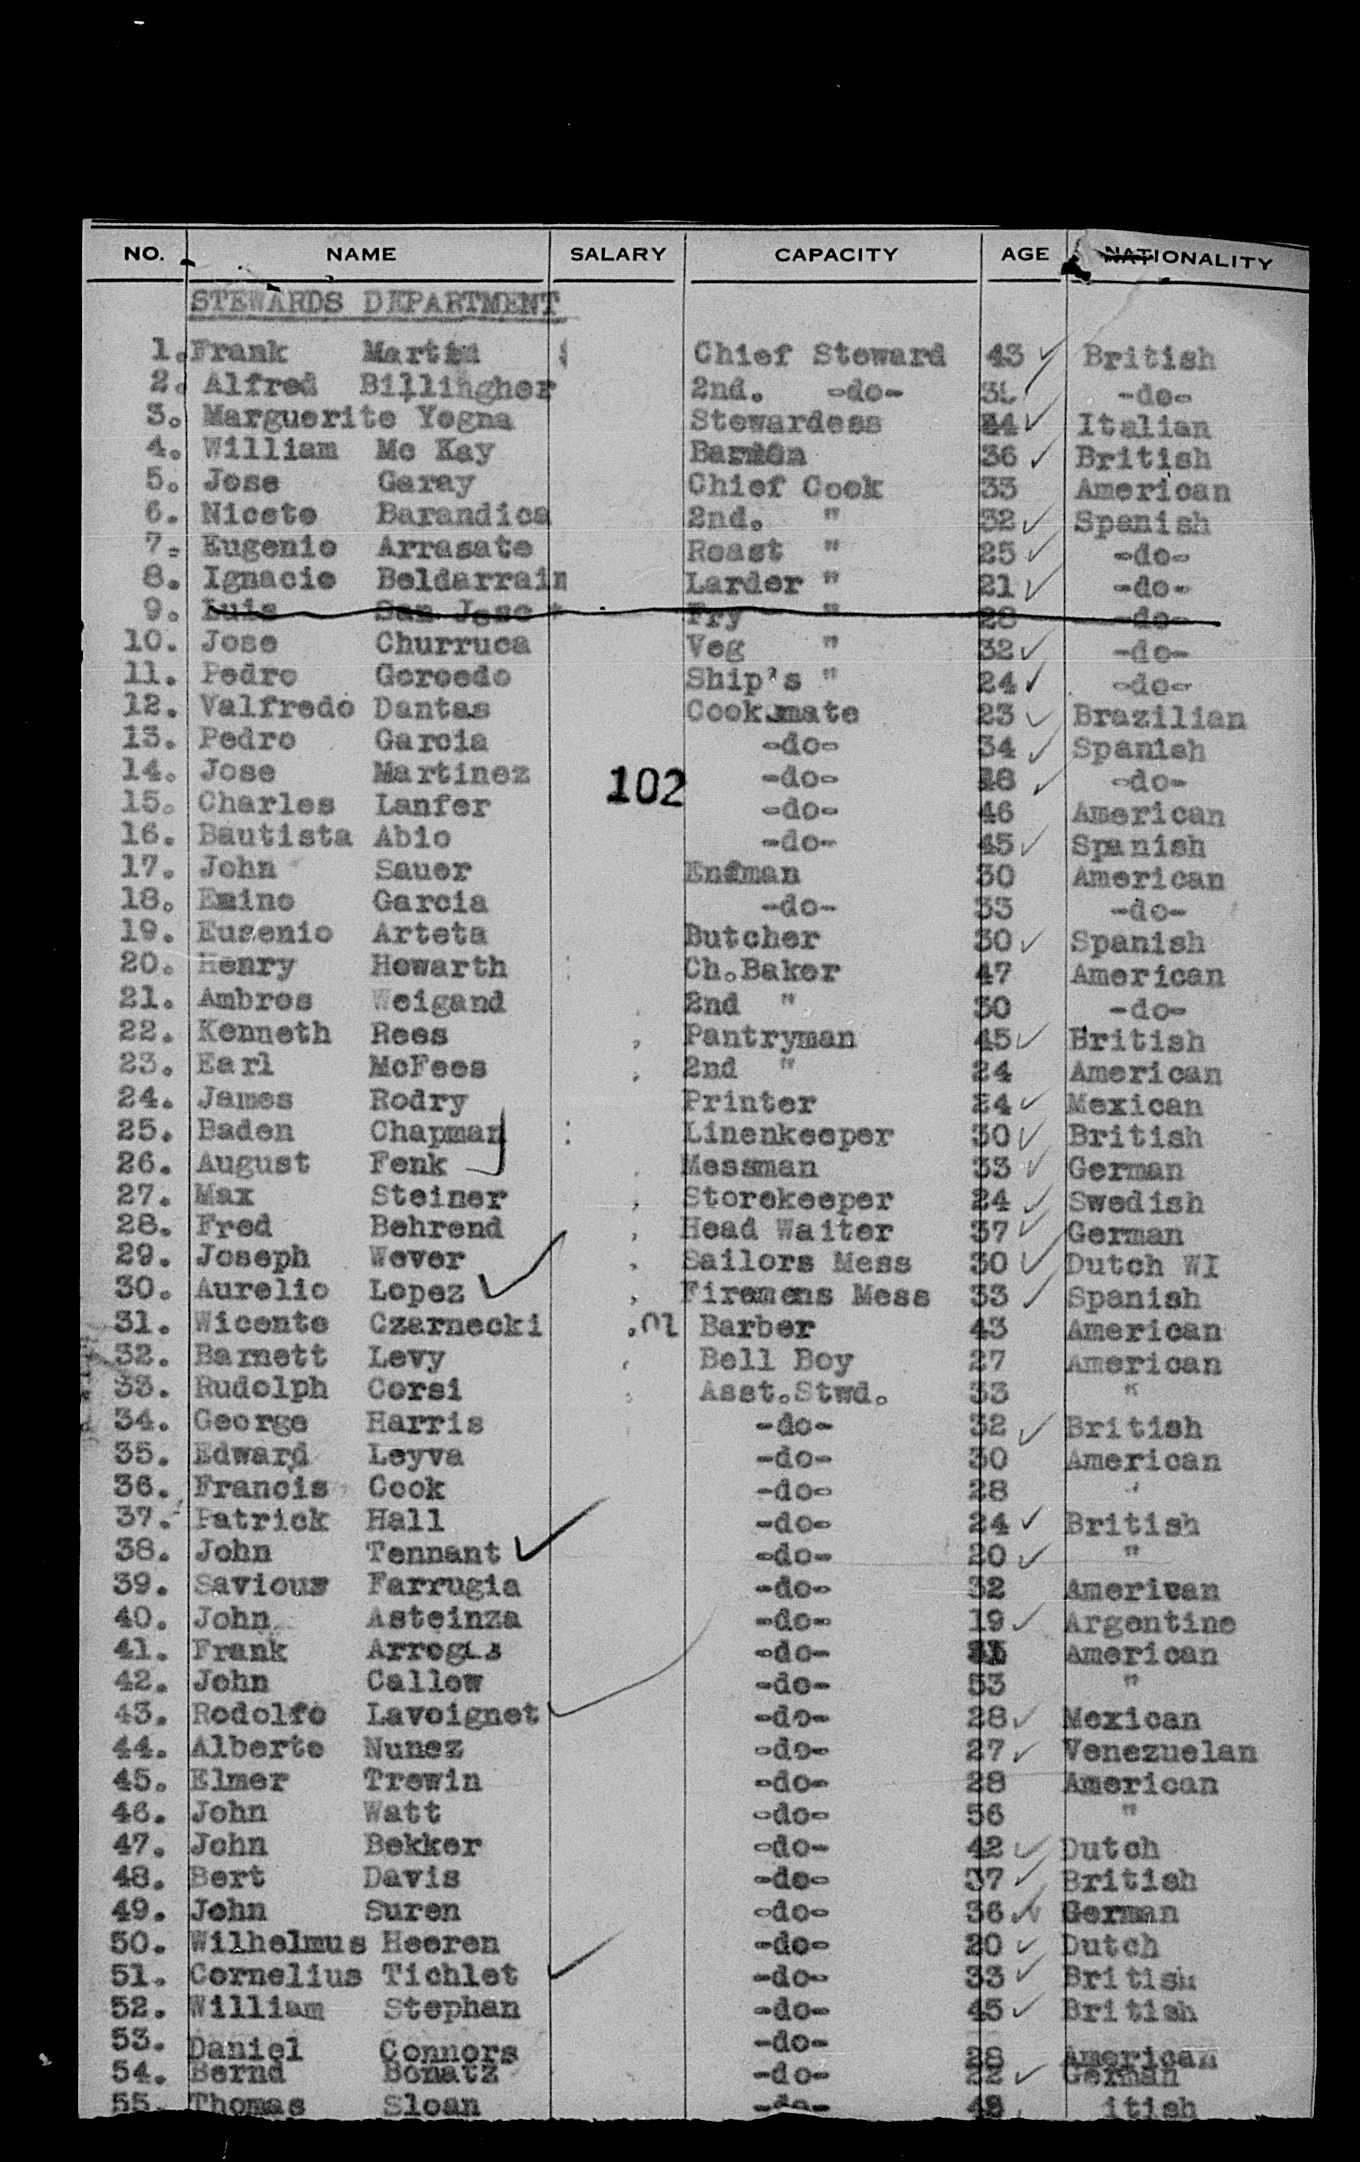 NO. NAME SALARY CAPACITY AGE NATIONALITY
STEWARDS DEPARTMENT
1. Frank Martin Chief Steward 43 ✓ British
2. Alfred Billingher 2nd. -do- -do-
3. Marguerite Yegna Stewardess 34 ✓ Italian
4. William Mc Kay Barman 36 ✓ British
5. Jose Garay Chief Cook 33 American
6. Niceto Barandica 2nd. " 32 ✓ Spanish
7. Eugenio Arrasate Roast " 25 ✓ -do-
8. Ignacio Beldarrain Larder " 21 ✓ -do-
9. Luis San Jose Fry " 28 -do-
10. Jose Churruca Veg " 32 ✓ -do-
11. Pedro Goroedo Ship's " 24 ✓ -do-
12. Valfredo Dantas Cook mate 23 ✓ Brazilian
13. Pedro Garcia -do- 34 ✓ Spanish
14. Jose Martinez 102 -do- 48 ✓ -do-
15. Charles Lanfer -do- 46 American
16. Bautista Abio -do- 45 ✓ Spanish
17. John Sauer 30 American
18. Emino Garcia -do- 33 -do-
19. Eusenio Arteta Butcher 30 ✓ Spanish
20. Henry Howarth Ch.Baker 47 American
21. Ambros Weigand 2nd " 30 -do-
22. Kenneth Rees Pantryman 45 ✓ British
23. Earl McFees 2nd " 24 American
24. James Rodry Printer 24 ✓ Mexican
25. Baden Chapman Linenkeeper 30 ✓ British
26. August Fenk Messman 33 ✓ German
27. Max Steiner Storekeeper 24 ✓ Swedish
28. Fred Behrend Head Waiter 37 ✓ German
29. Joseph Wever Sailors Mess 30 ✓ Dutch WI
30. Aurelio Lopez ✓ Firemens Mess 33 ✓ Spanish
31. Wicente Czarnecki .01 Barber 43 American
32. Barnett Levy Bell Boy 27 American
33. Rudolph Corsi Asst.Stwd. 33 "
34. George Harris -do- 32 ✓ British
35. Edward Leyva -do- 30 American
36. Francis Cook -do- 28 "
37. Patrick Hall -do- 24 ✓ British
38. John Tennant ✓ -do- 20 ✓ "
39. Saviour Farrugia -do- 32 American
40. John Asteinza -do- 19 ✓ Argentine
41. Frank Arregis -do- American
42. John Callow -do- 53 "
43. Rodolfo Lavoignet ✓ -do- 28 ✓ Mexican
44. Alberto Nunez -do- 27 ✓ Venezuelan
45. Elmer Trewin -do- 28 American
46. John Watt -do- 56 "
47. John Bekker -do- 42 ✓ Dutch
48. Bert Davis -do- 37 ✓ British
49. John Suren -do- 36 ✓ German
50. Wilhelmus Heeren -do- 20 ✓ Dutch
51. Cornelius Tichlet ✓ -do- 33 ✓ British
52. William Stephan -do- 45 ✓ British
53. Daniel Connors -do- 28 American
54. Bernd Bonatz -do- 22 ✓ German
55. Thomas Sloan -do- itish